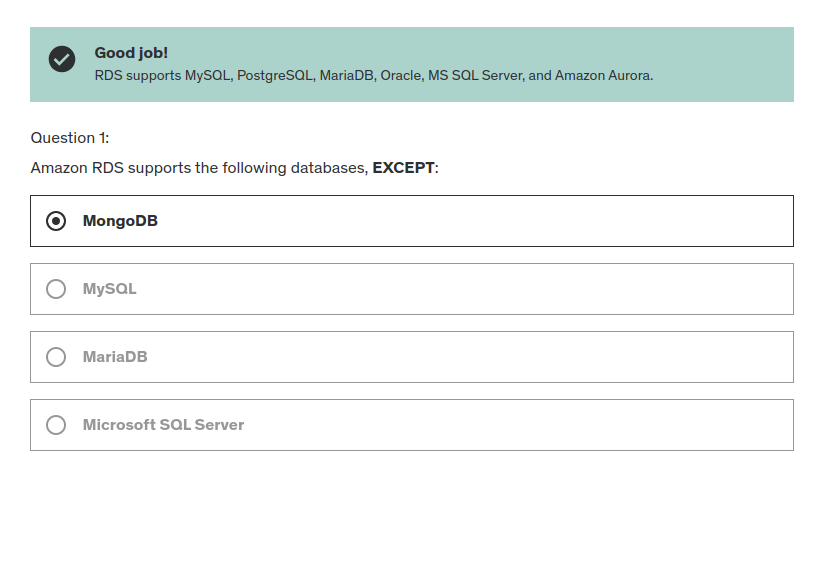 Good job!
RDS supports MySQL, PostgreSQL, MariaDB, Oracle, MS SQL Server, and Amazon Aurora.
Question 1:
Amazon RDS supports the following databases, EXCEPT:
MongoDB
MySQL
MariaDB
Microsoft SQL Server